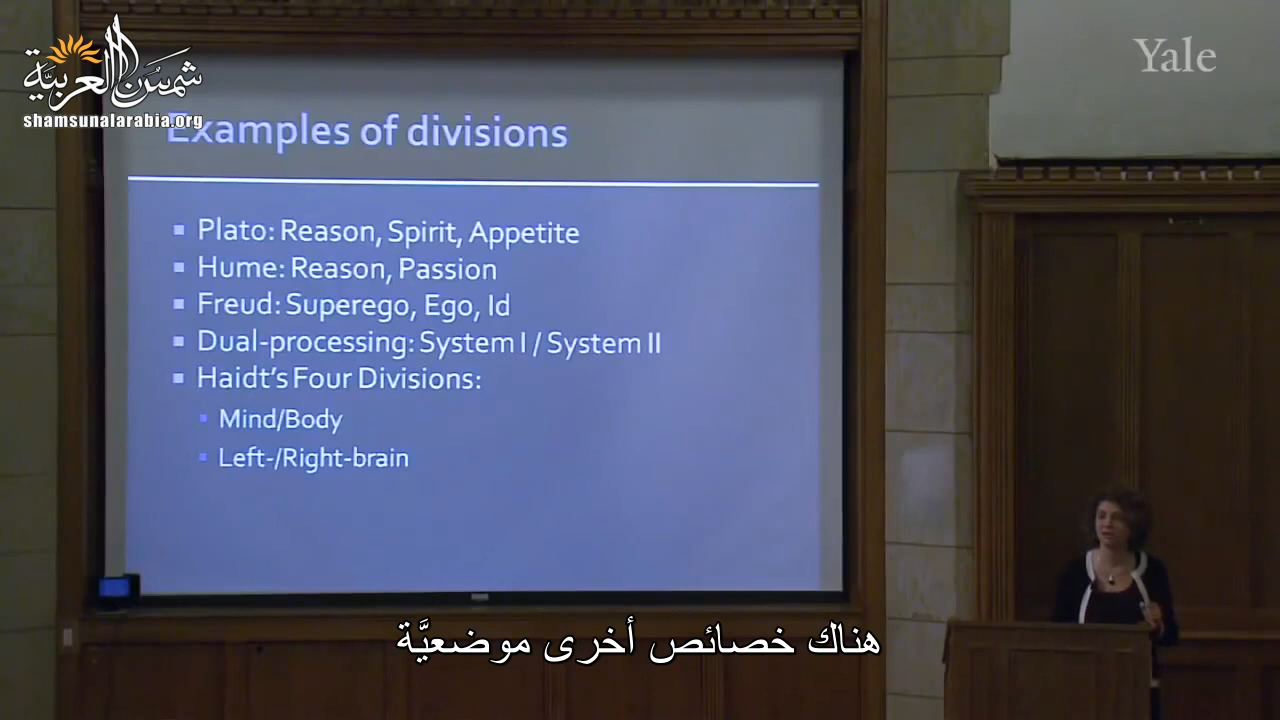 شمس العربية
shamsunalarabia.org
Yale
Examples of divisions
Plato: Reason, Spirit, Appetite
Hume: Reason, Passion
Freud: Superego, Ego, Id
Dual-processing: System I / System II
Haidt's Four Divisions:
Mind/Body
Left-/Right-brain
هناك خصائص أخرى موضعيَّة